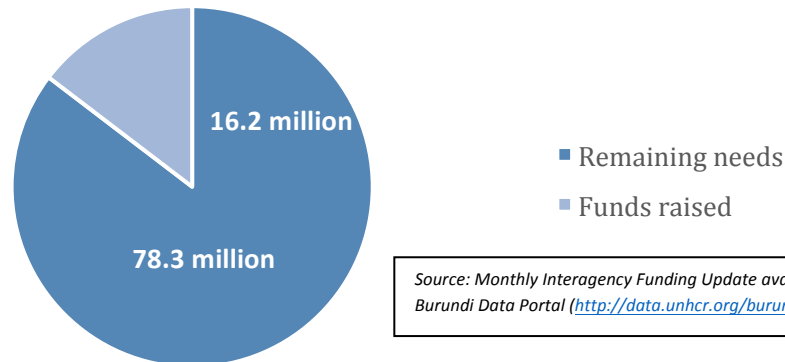 16.2 million
78.3 million
Remaining needs
Funds raised
Source: Monthly Interagency Funding Update
Burundi Data Portal (http://data.unhcr.org/